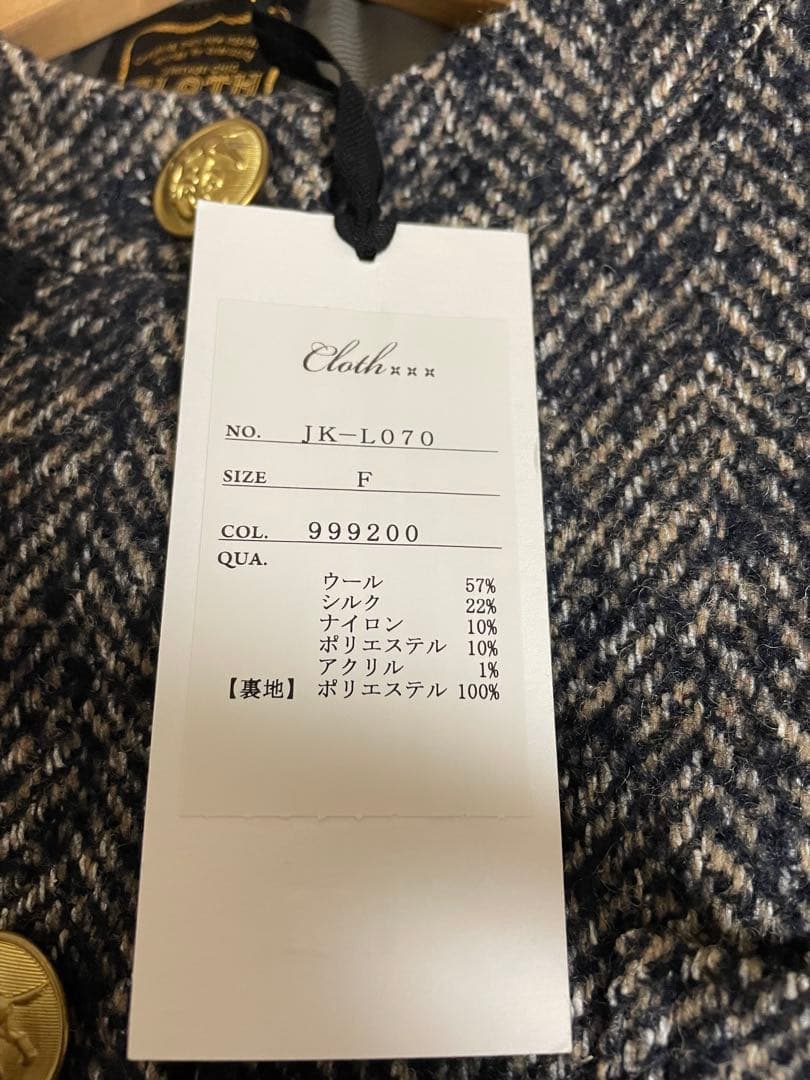 CLOTH
Cloth×××
NO. JK-L070
SIZE F
COL. 999200
QUA.
ウール 57%
シルク 22%
ナイロン 10%
ポリエステル 10%
アクリル 1%
【裏地】 ポリエステル 100%